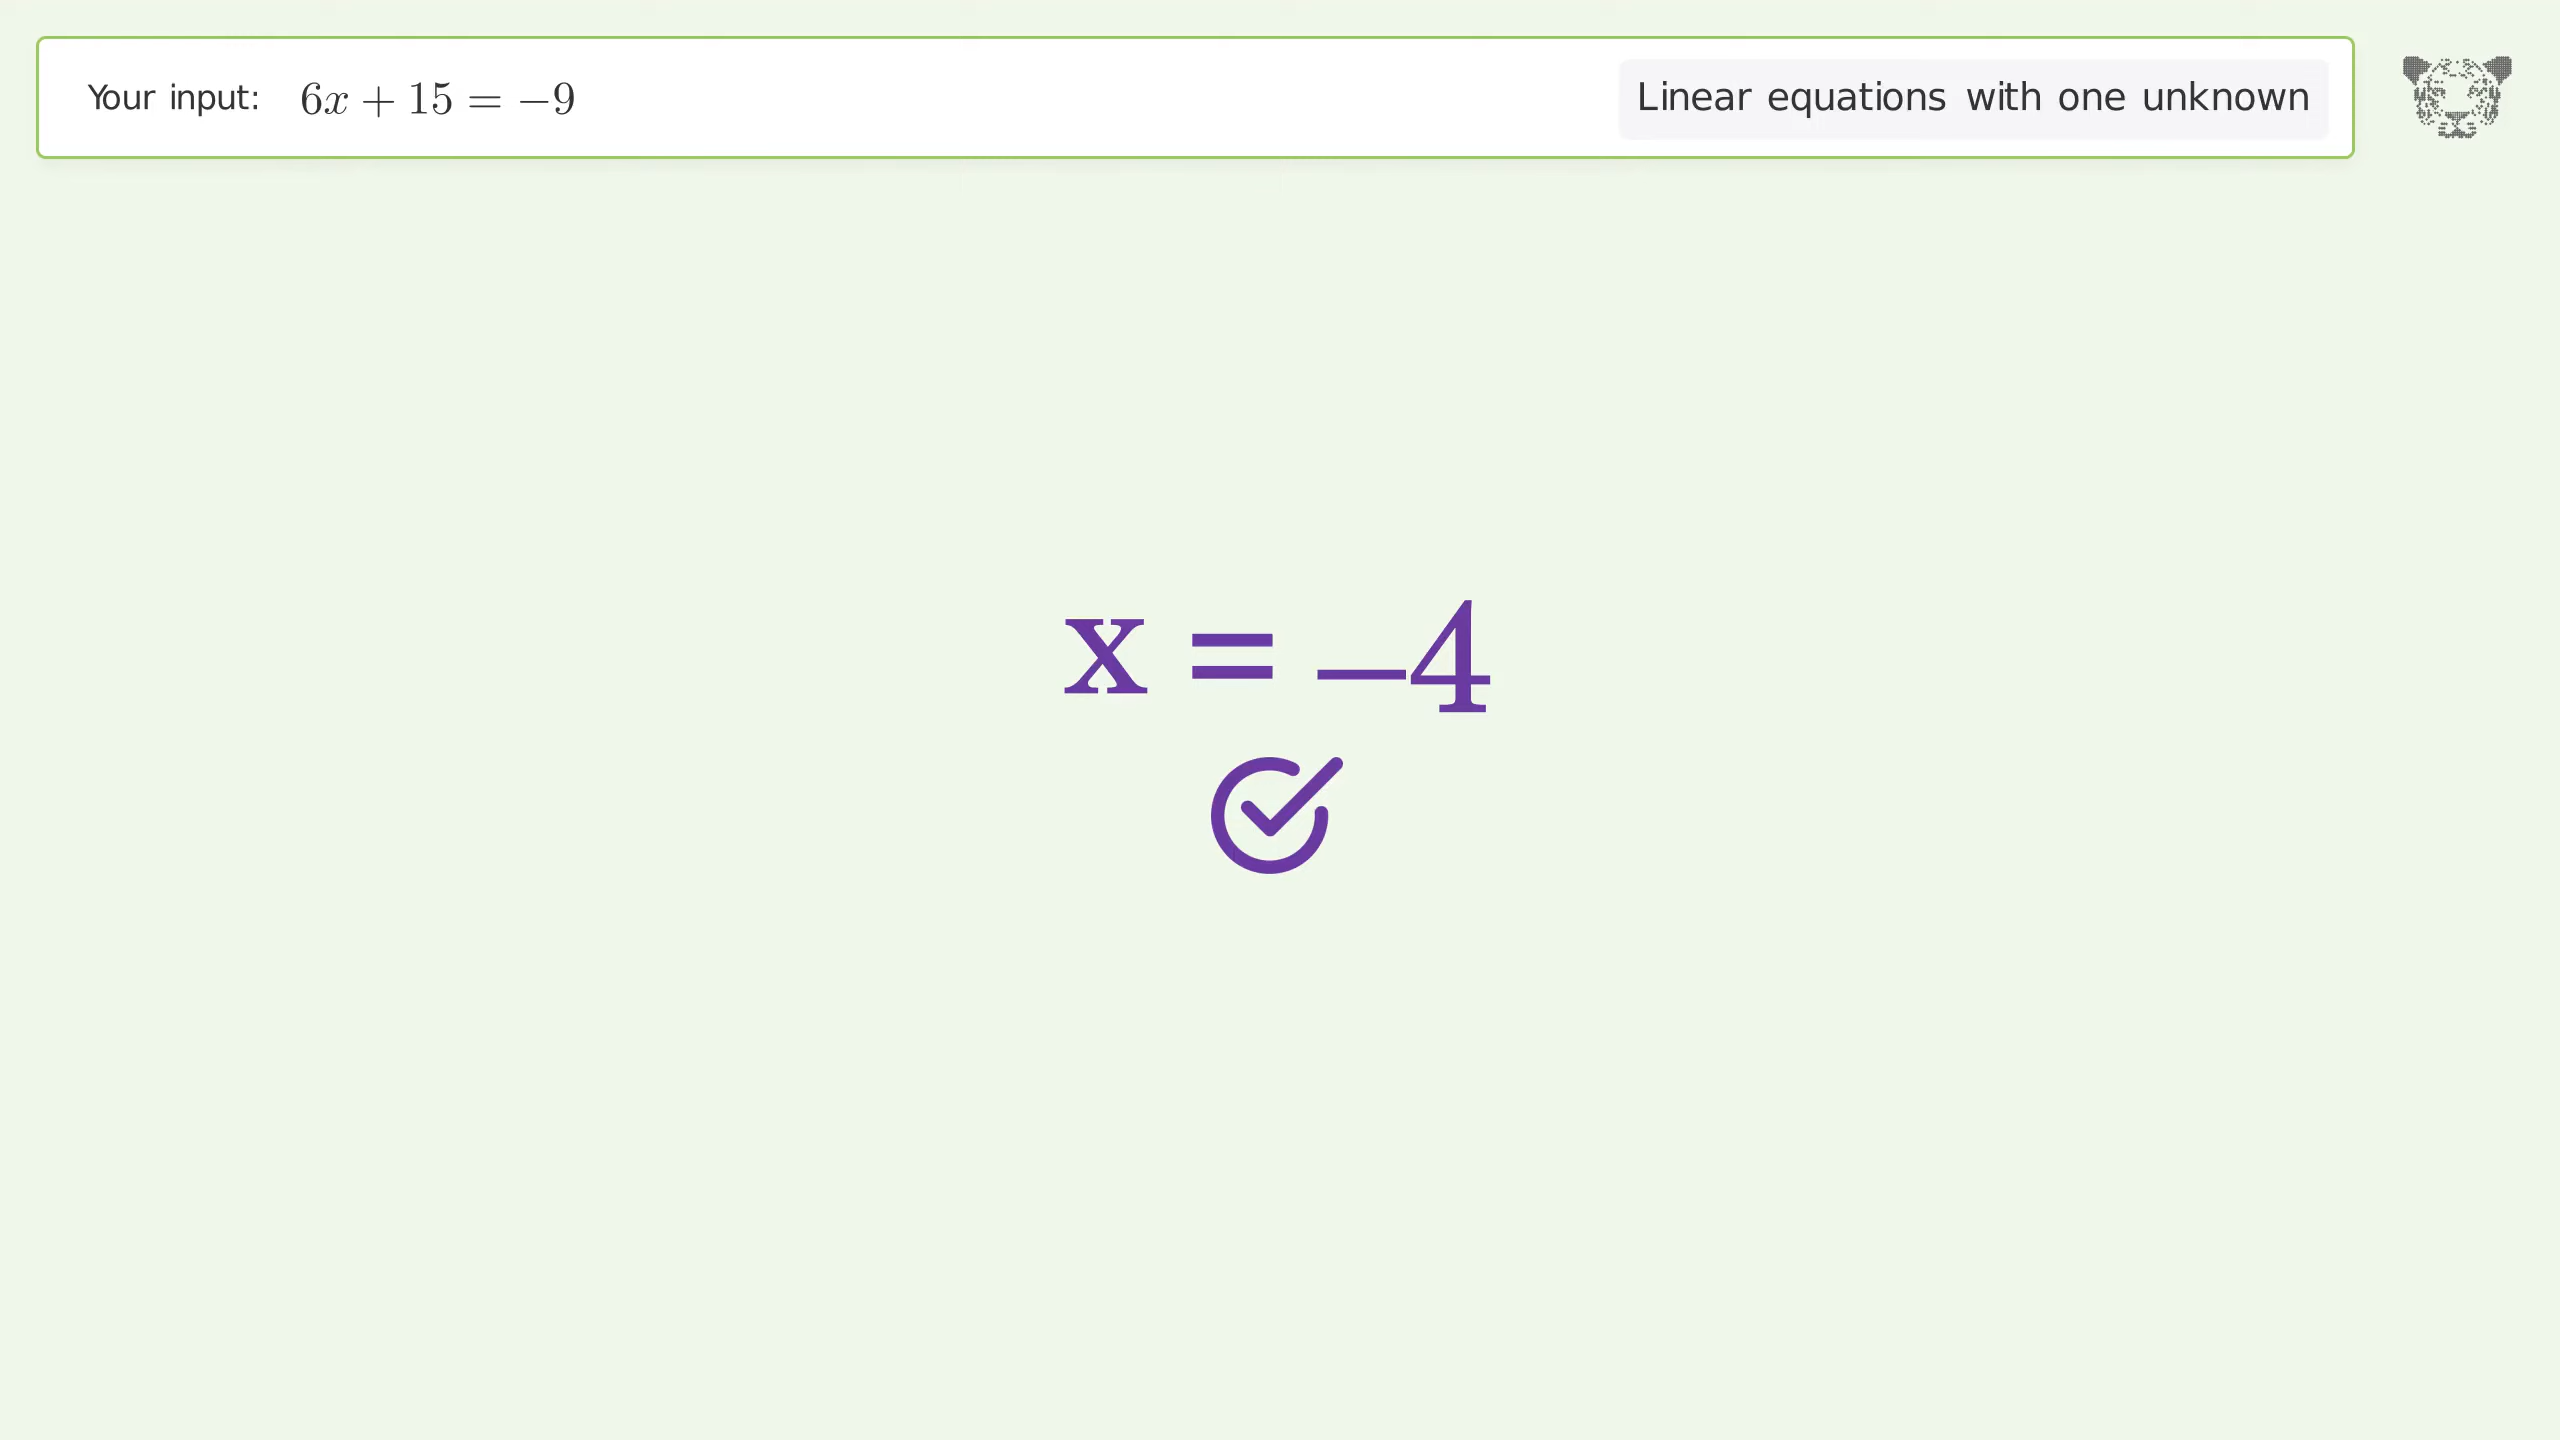 Your input: 6x + 15 = −9
Linear equations with one unknown
x = −4